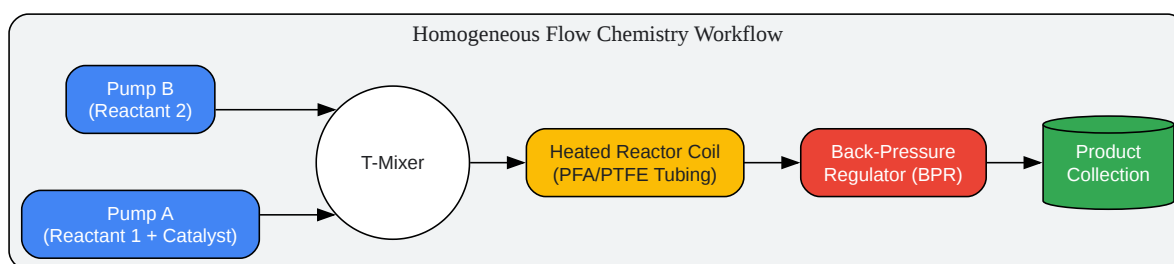 Homogeneous Flow Chemistry Workflow
Pump B
(Reactant 2)
Pump A
(Reactant 1 + Catalyst)
T-Mixer
Heated Reactor Coil
(PFA/PTFE Tubing)
Back-Pressure
Regulator (BPR)
Product
Collection